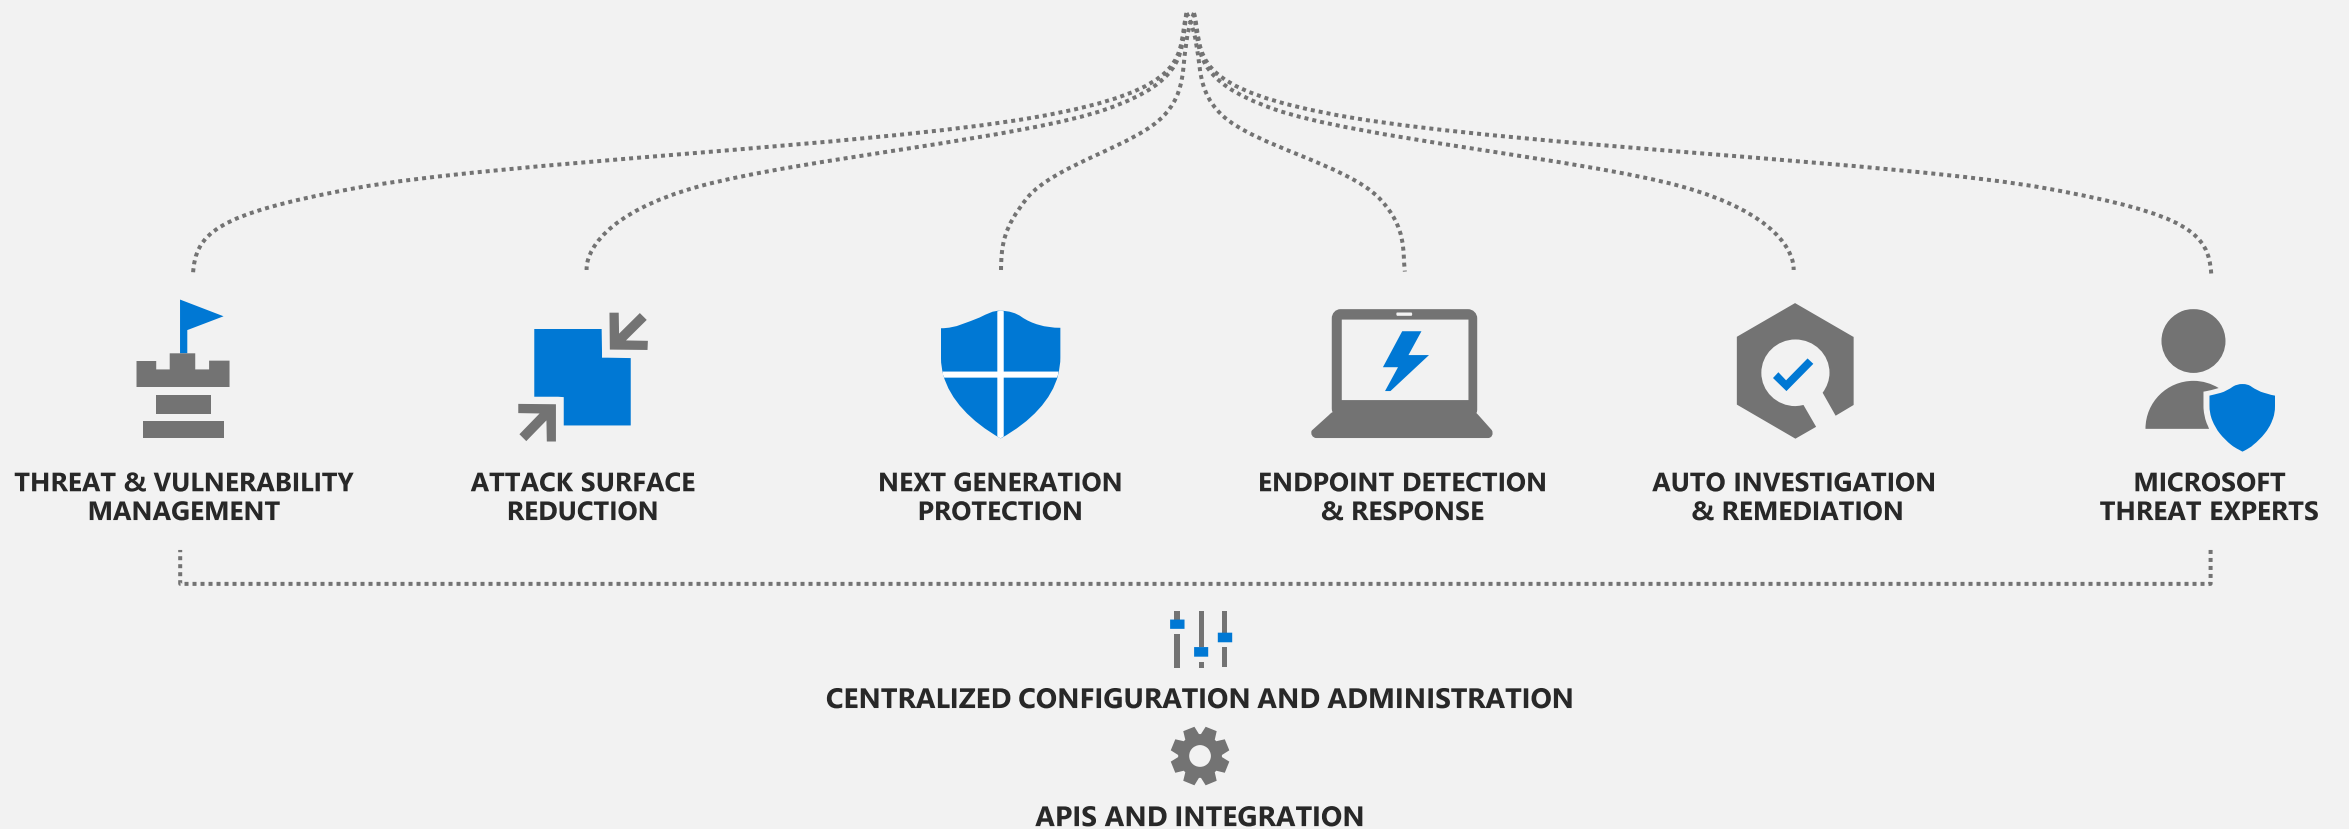 THREAT & VULNERABILITY
MANAGEMENT
ATTACK SURFACE
REDUCTION
NEXT GENERATION
PROTECTION
ENDPOINT DETECTION
& RESPONSE
AUTO INVESTIGATION
& REMEDIATION
MICROSOFT
THREAT EXPERTS
CENTRALIZED CONFIGURATION AND ADMINISTRATION
APIS AND INTEGRATION